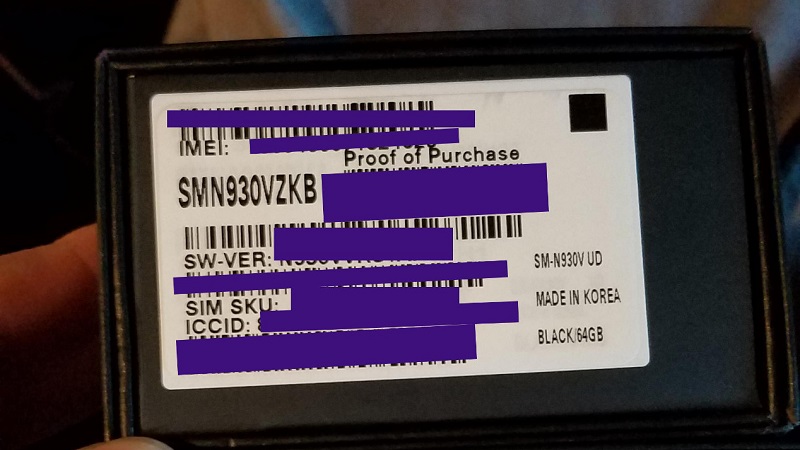 IMEI:
Proof of Purchase
SMN930VZKB
SW-VER:
SM-N930V UD
SIM SKU:
MADE IN KOREA
ICCID:
BLACK/64GB